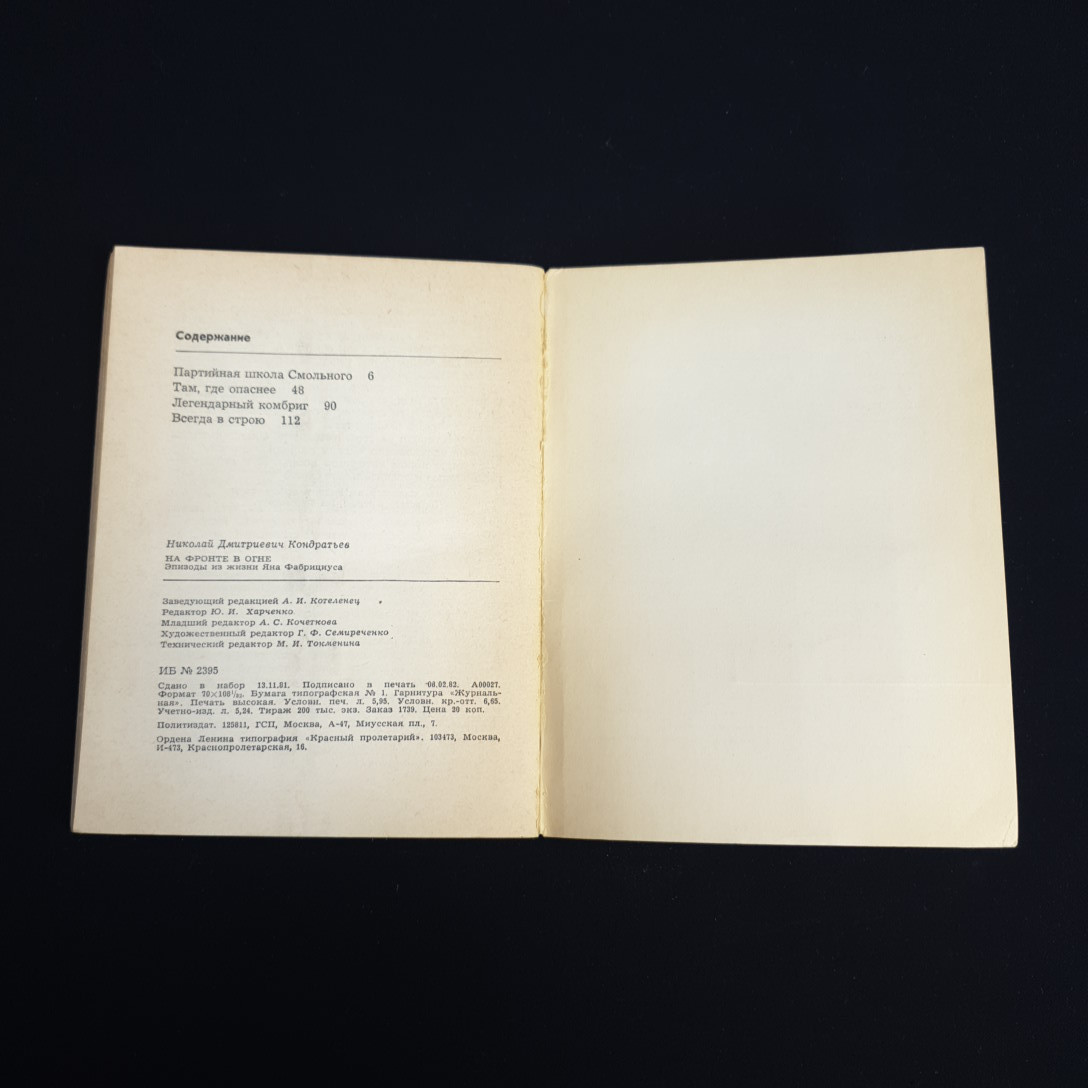 Содержание
Партийная школа Смольного 6
Там, где опаснее 48
Легендарный комбриг 90
Всегда в строю 112
Николай Дмитриевич Кондратьев
НА ФРОНТЕ В ОГНЕ
Эпизоды из жизни Яна Фабрициуса
Заведующий редакцией А. И. Котеленец
Редактор Ю. И. Харченко
Младший редактор А. С. Кочеткова
Художественный редактор Г. Ф. Семиреченко
Технический редактор М. И. Токменина
ИБ № 2395
Сдано в набор 13.11.81. Подписано в печать 08.02.82. А00027.
Формат 70×108¹/₃₂. Бумага типографская № 1. Гарнитура «Журналь-
ная». Печать высокая. Условн. печ. л. 5,95. Условн. кр.-отт. 6,65.
Учетно-изд. л. 5,24. Тираж 200 тыс. экз. Заказ 1739. Цена 20 коп.
Политиздат. 125811, ГСП, Москва, А-47, Миусская пл., 7.
Ордена Ленина типография «Красный пролетарий». 103473, Москва,
И-473, Краснопролетарская, 16.